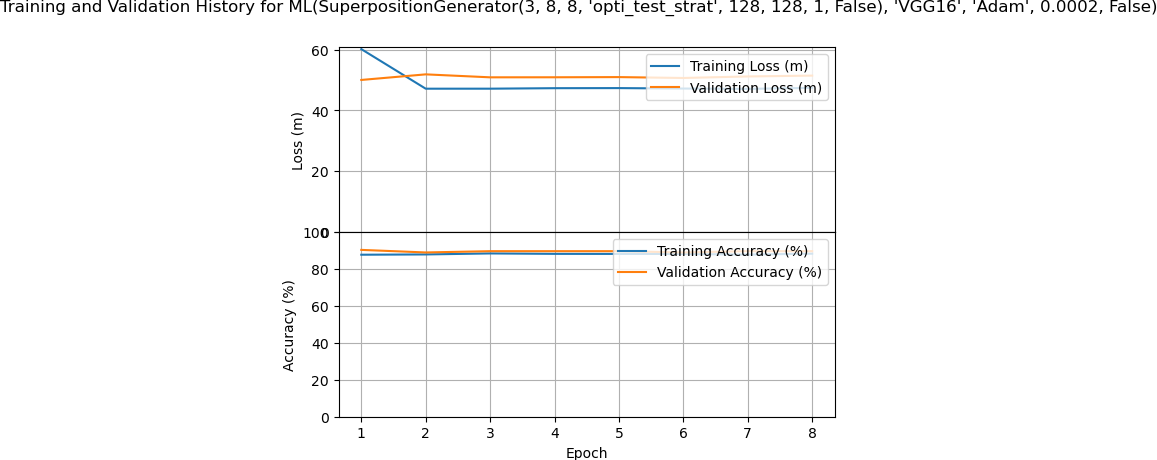 Training and Validation History for ML(SuperpositionGenerator(3, 8, 8, 'opti_test_strat', 128, 128, 1, False), 'VGG16', 'Adam', 0.0002, False)
60
40
20
0
Loss (m)
Training Loss (m)
Validation Loss (m)
100
80
60
40
20
0
Accuracy (%)
Training Accuracy (%)
Validation Accuracy (%)
1 2 3 4 5 6 7 8
Epoch